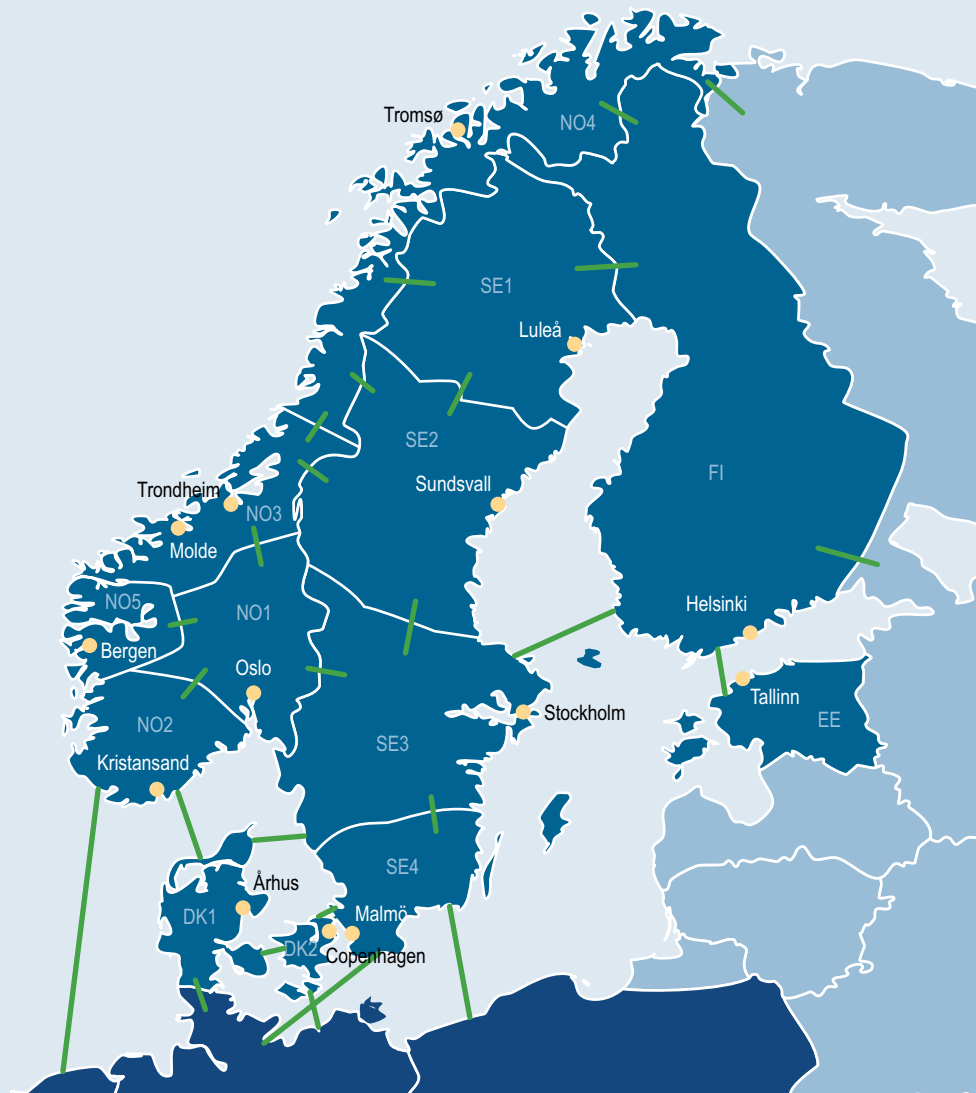 Tromsø
NO4
SE1
Luleå
SE2
FI
Sundsvall
Trondheim
NO3
Molde
NO5
NO1
Helsinki
Bergen
Oslo
Tallinn
Stockholm
EE
NO2
SE3
Kristansand
SE4
Århus
DK1
Malmö
DK2
Copenhagen